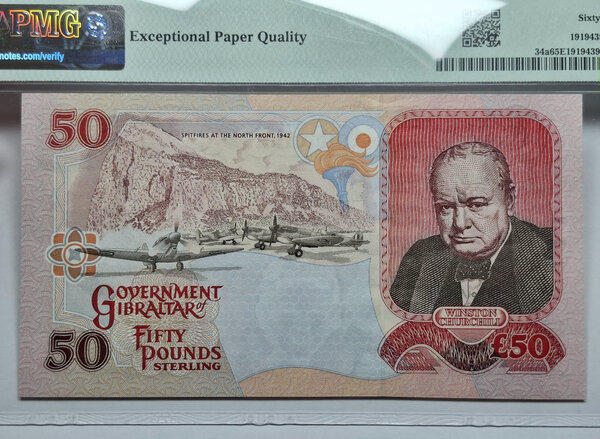 PMG
notes.com/verify
Exceptional Paper Quality
Sixty
191943
34a65E1919439
50
SPITFIRES AT THE NORTH FRONT, 1942
GOVERNMENT of
GIBRALTAR
FIFTY
POUNDS
STERLING
50
WINSTON
CHURCHILL
£50